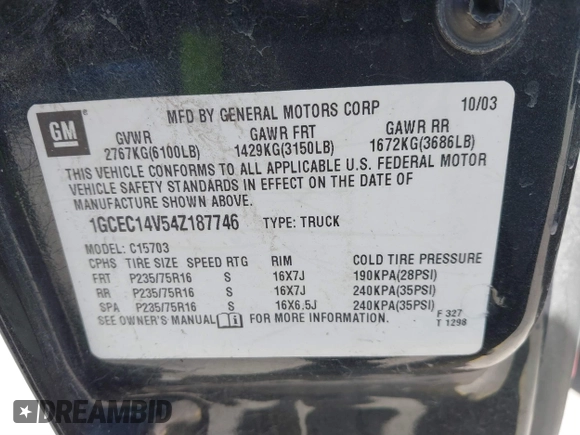 GM
MFD BY GENERAL MOTORS CORP 10/03
GVWR GAWR FRT GAWR RR
2767KG(6100LB) 1429KG(3150LB) 1672KG(3686LB)
THIS VEHICLE CONFORMS TO ALL APPLICABLE U.S. FEDERAL MOTOR
VEHICLE SAFETY STANDARDS IN EFFECT ON THE DATE OF
MANUFACTURE SHOWN ABOVE.
1GCEC14V54Z187746 TYPE: TRUCK
MODEL: C15703
CPHS TIRE SIZE SPEED RTG RIM COLD TIRE PRESSURE
FRT P235/75R16 S 16X7J 190KPA(28PSI)
RR P235/75R16 S 16X7J 240KPA(35PSI)
SPA P235/75R16 S 16X6.5J 240KPA(35PSI)
SEE OWNER'S MANUAL FOR MORE INFORMATION.
F 327
T 1298
DREAMBID